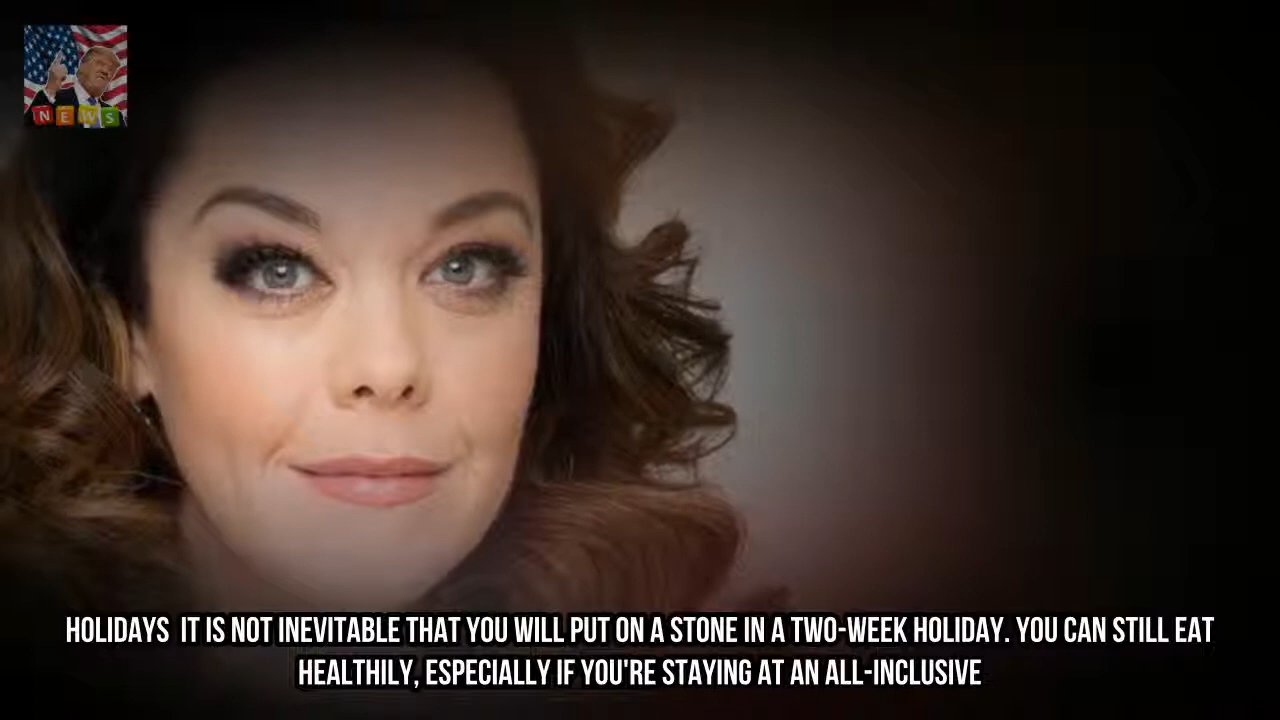 NEWS
HOLIDAYS IT IS NOT INEVITABLE THAT YOU WILL PUT ON A STONE IN A TWO-WEEK HOLIDAY. YOU CAN STILL EAT
HEALTHILY, ESPECIALLY IF YOU'RE STAYING AT AN ALL-INCLUSIVE